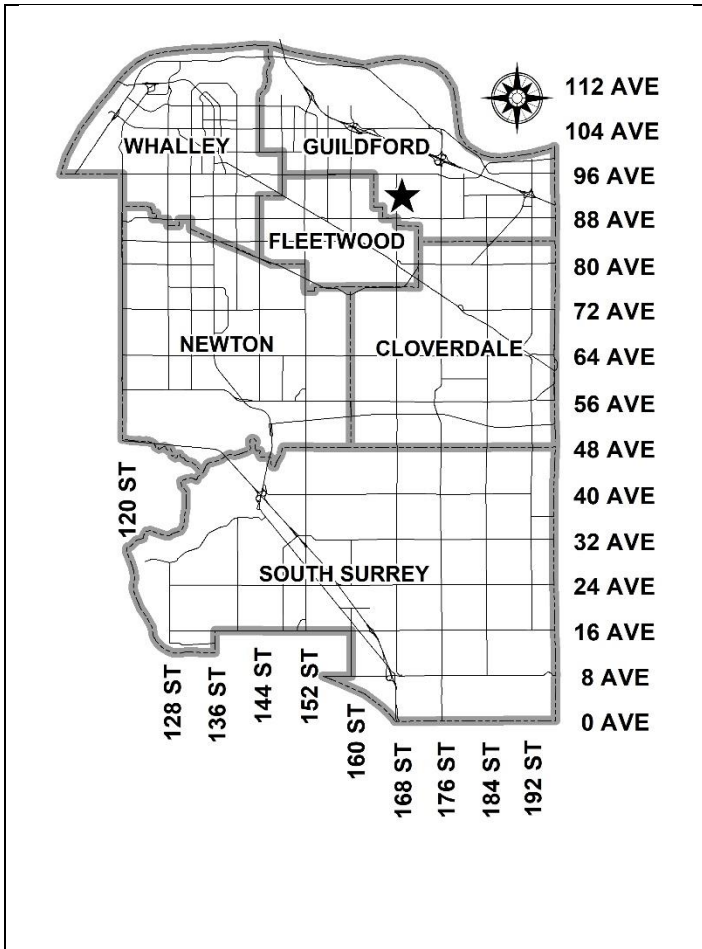 112 AVE
104 AVE
WHALLEY GUILDFORD
96 AVE
88 AVE
FLEETWOOD
80 AVE
72 AVE
NEWTON CLOVERDALE
64 AVE
56 AVE
48 AVE
120 ST
40 AVE
32 AVE
SOUTH SURREY
24 AVE
16 AVE
8 AVE
0 AVE
128 ST
136 ST
144 ST
152 ST
160 ST
168 ST
176 ST
184 ST
192 ST